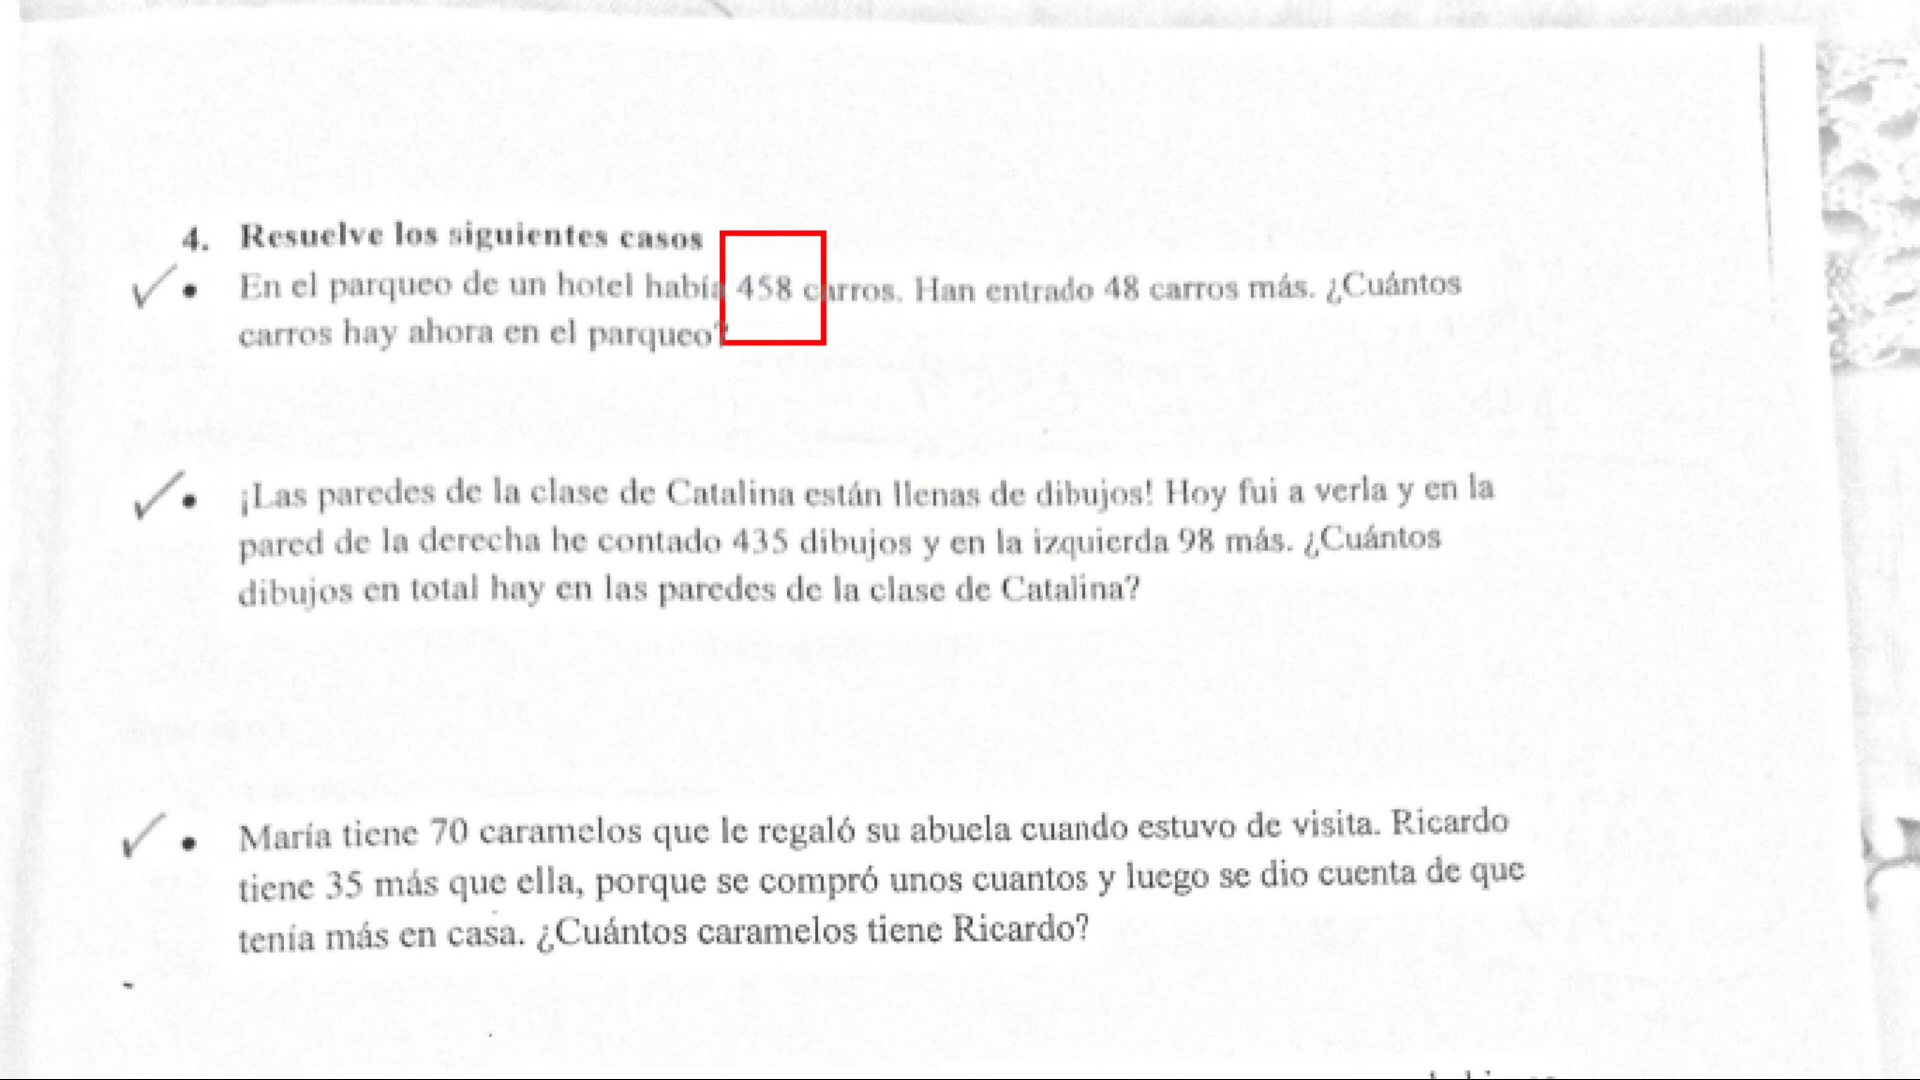 4. Resuelve los siguientes casos
• En el parqueo de un hotel había 458 carros. Han entrado 48 carros más. ¿Cuántos
carros hay ahora en el parqueo?
• ¡Las paredes de la clase de Catalina están llenas de dibujos! Hoy fui a verla y en la
pared de la derecha he contado 435 dibujos y en la izquierda 98 más. ¿Cuántos
dibujos en total hay en las paredes de la clase de Catalina?
• María tiene 70 caramelos que le regaló su abuela cuando estuvo de visita. Ricardo
tiene 35 más que ella, porque se compró unos cuantos y luego se dio cuenta de que
tenía más en casa. ¿Cuántos caramelos tiene Ricardo?